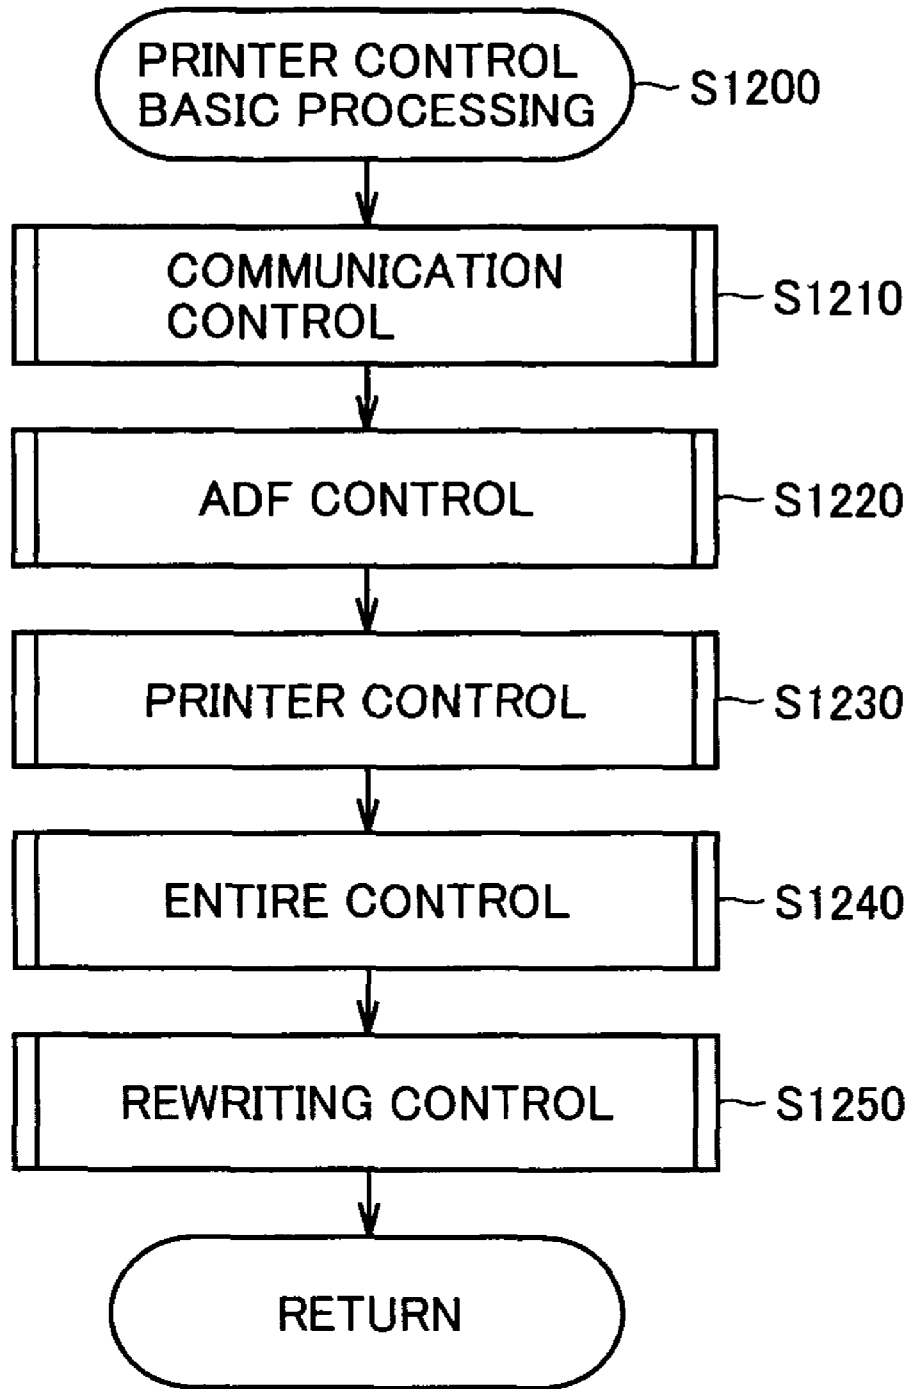 PRINTER CONTROL
BASIC PROCESSING
S1200
COMMUNICATION
CONTROL
S1210
ADF CONTROL
S1220
PRINTER CONTROL
S1230
ENTIRE CONTROL
S1240
REWRITING CONTROL
S1250
RETURN